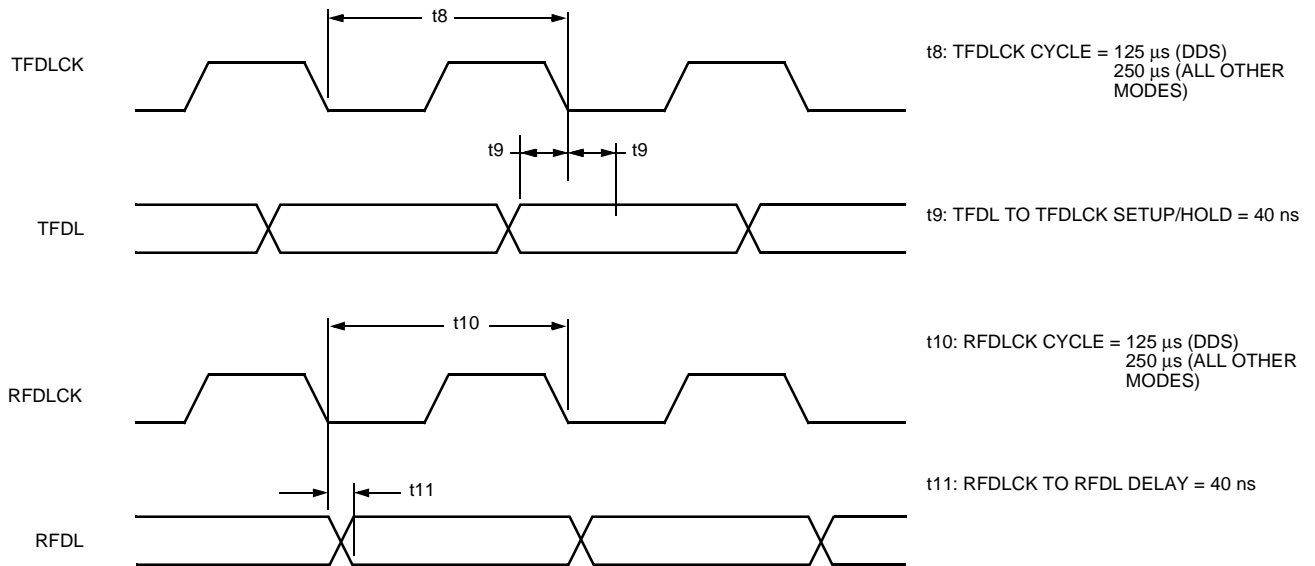 t8
TFDLCK
t8: TFDLCK CYCLE = 125 μs (DDS)
250 μs (ALL OTHER
MODES)
t9
t9
TFDL
t9: TFDL TO TFDLCK SETUP/HOLD = 40 ns
t10
RFDLCK
t10: RFDLCK CYCLE = 125 μs (DDS)
250 μs (ALL OTHER
MODES)
t11
t11: RFDLCK TO RFDL DELAY = 40 ns
RFDL